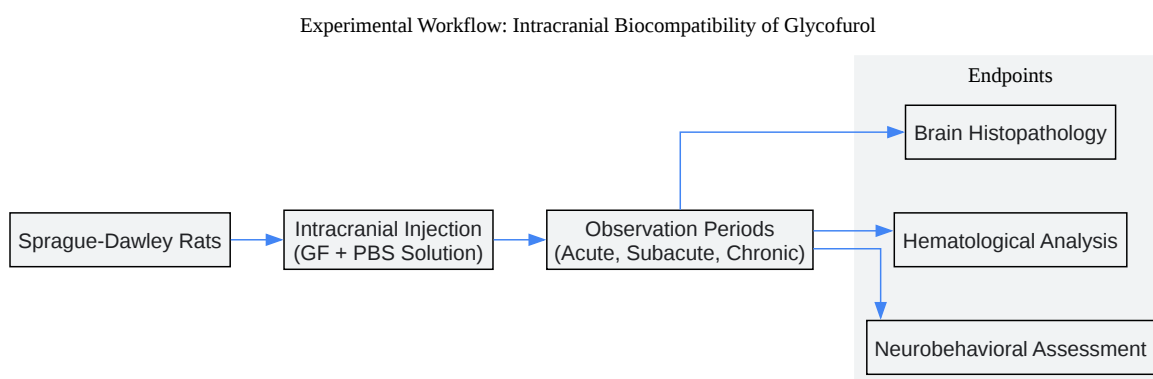 Experimental Workflow: Intracranial Biocompatibility of Glycofurol
Endpoints
Brain Histopathology
Sprague-Dawley Rats
Intracranial Injection
(GF + PBS Solution)
Observation Periods
(Acute, Subacute, Chronic)
Hematological Analysis
Neurobehavioral Assessment